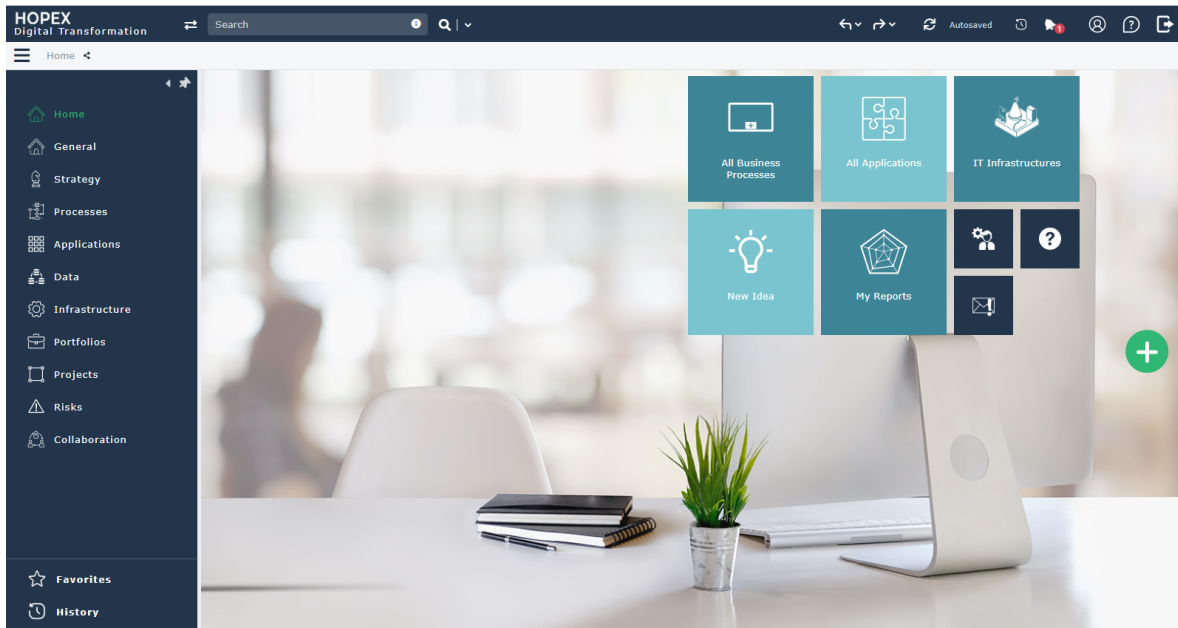 HOPEX
Digital Transformation
Search
Autosaved
1
Home
Home
General
Strategy
Processes
Applications
Data
Infrastructure
Portfolios
Projects
Risks
Collaboration
Favorites
History
All Business
Processes
All Applications
IT Infrastructures
New Idea
My Reports